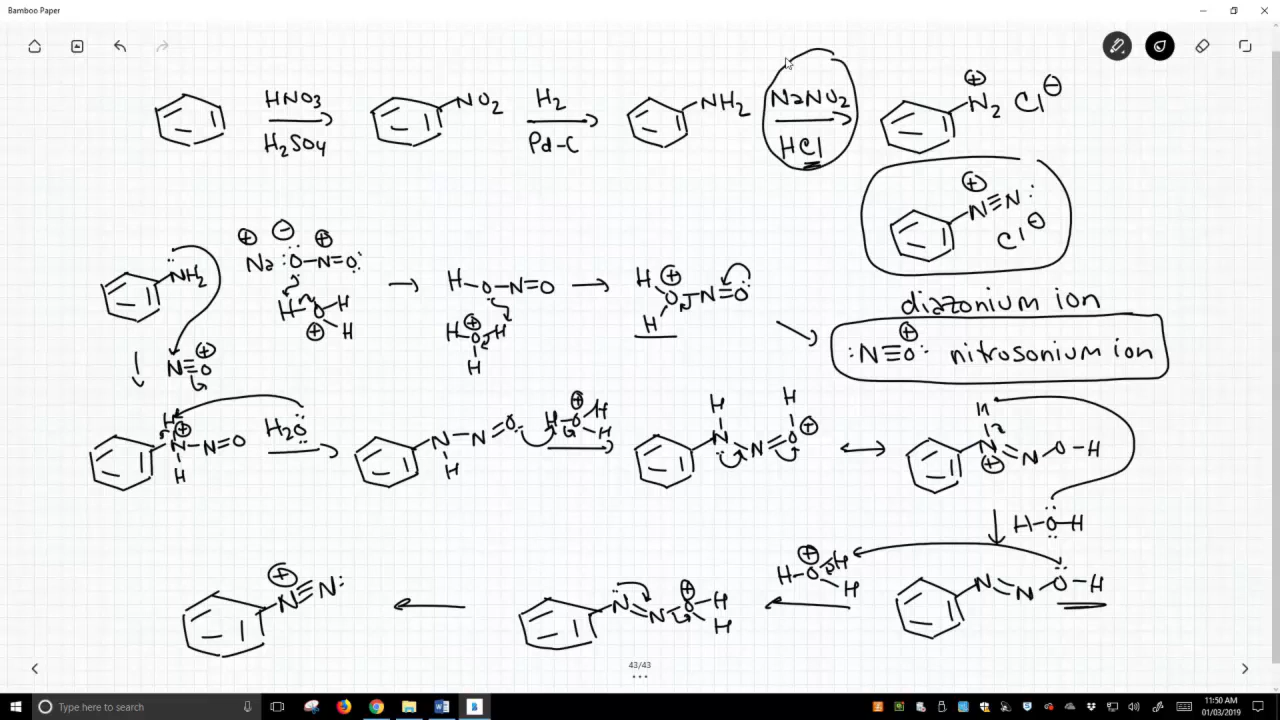 Bamboo Paper
HNO3
H2SO4
NO2
H2
Pd-C
NH2
NaNO2
HCl
⊕
N2 Cl ⊖
⊕
N≡N:
Cl ⊖
diazonium ion
⊕
:N≡O: nitrosonium ion
NH2
⊕ ⊖ ⊕
Na :O-N=O:
H O H
⊕ H
H-O-N=O
H ⊕ O H
H
H ⊕
O-N=O
H
⊕
N≡O
H ⊕
N-N=O
H
H2O
N-N=O
H
⊕ H
H O H
H H
N N=O ⊕
H
N=N O-H
⊕
H-O-H
⊕
H-O H
H
N=N O-H
⊕
N=N O H
H
⊕
N≡N:
43/43
Type here to search
11:50 AM
01/03/2019